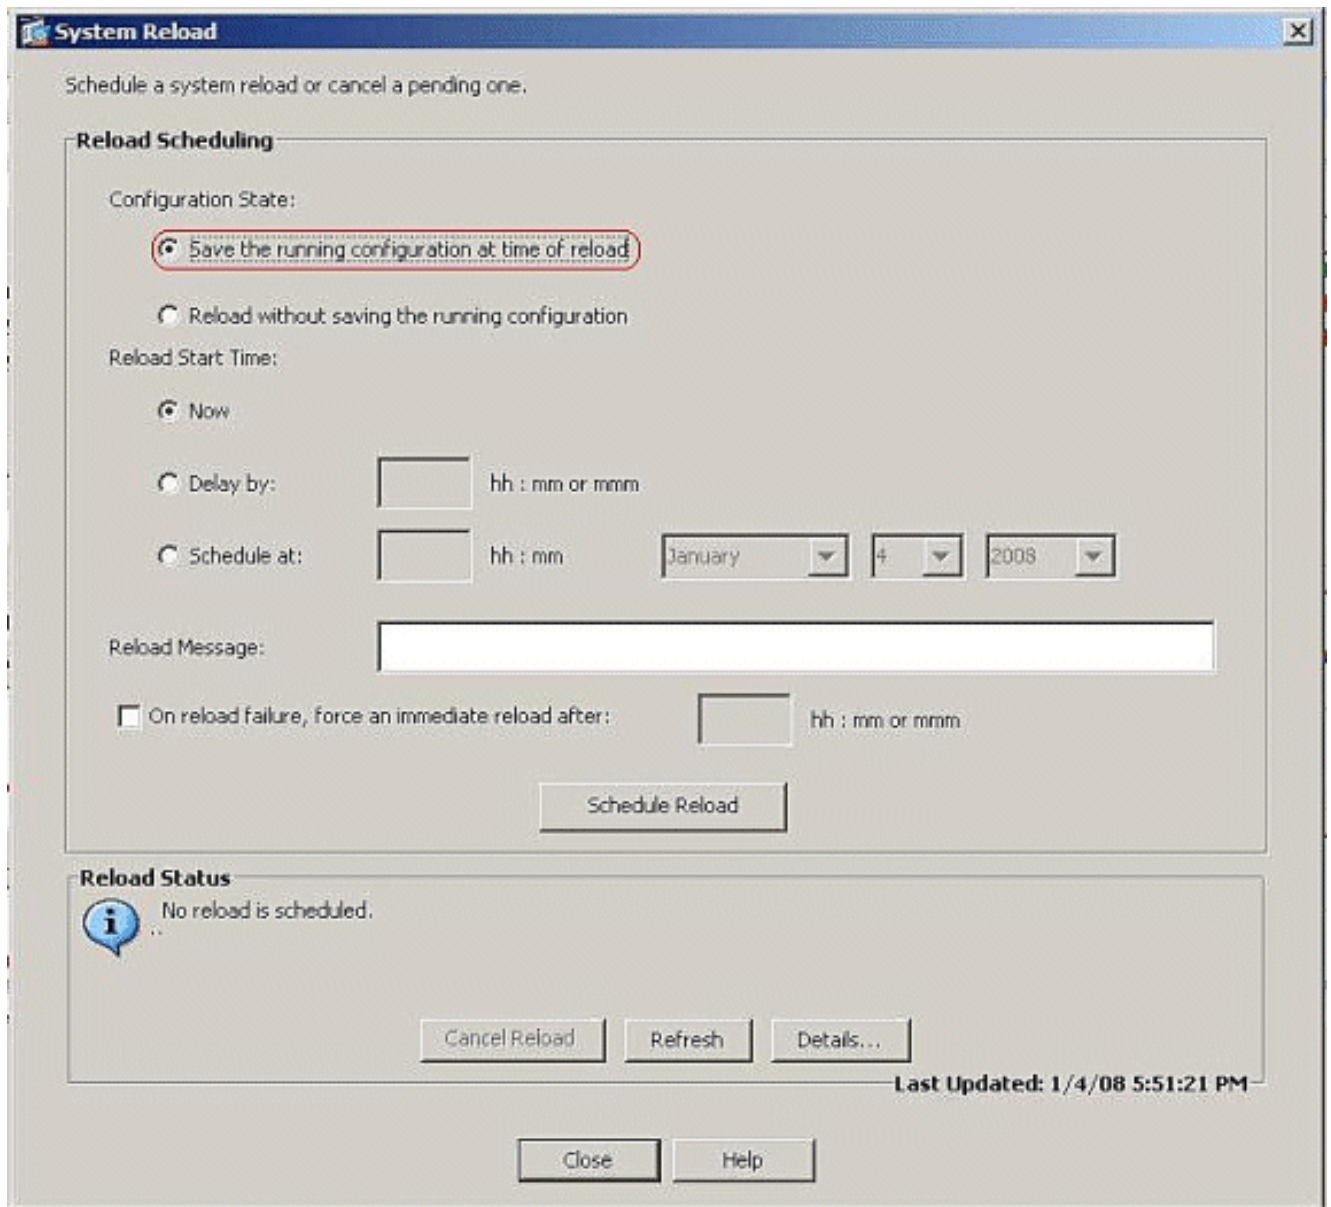 System Reload
Schedule a system reload or cancel a pending one.
Reload Scheduling
Configuration State:
Save the running configuration at time of reload
Reload without saving the running configuration
Reload Start Time:
Now
Delay by: hh : mm or mmm
Schedule at: hh : mm January 4 2008
Reload Message:
On reload failure, force an immediate reload after: hh : mm or mmm
Schedule Reload
Reload Status
No reload is scheduled.
..
Cancel Reload Refresh Details...
Last Updated: 1/4/08 5:51:21 PM
Close Help